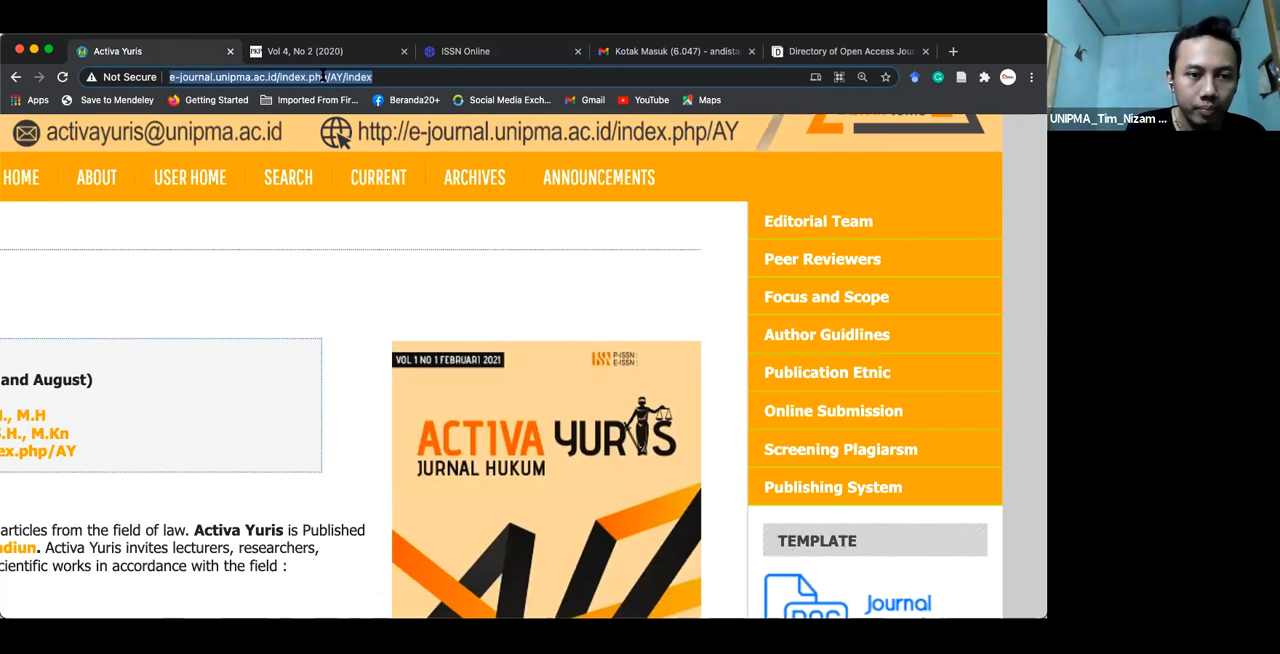 Activa Yuris
PKP Vol 4, No 2 (2020)
ISSN Online
Kotak Masuk (6.047) - andista
D Directory of Open Access Jour
Not Secure e-journal.unipma.ac.id/index.php/AY/index
Apps Save to Mendeley Getting Started Imported From Fir... Beranda20+ Social Media Exch... Gmail YouTube Maps
UNIPMA_Tim_Nizam ...
activayuris@unipma.ac.id http://e-journal.unipma.ac.id/index.php/AY
HOME ABOUT USER HOME SEARCH CURRENT ARCHIVES ANNOUNCEMENTS
Editorial Team
Peer Reviewers
Focus and Scope
Author Guidlines
Publication Etnic
Online Submission
Screening Plagiarsm
Publishing System
and August)
M.H
S.H., M.Kn
ex.php/AY
VOL 1 NO 1 FEBRUARI 2021
P-ISSN :
E-ISSN :
ACTIVA YURIS
JURNAL HUKUM
articles from the field of law. Activa Yuris is Published
adiun. Activa Yuris invites lecturers, researchers,
cientific works in accordance with the field :
TEMPLATE
Journal
DOC